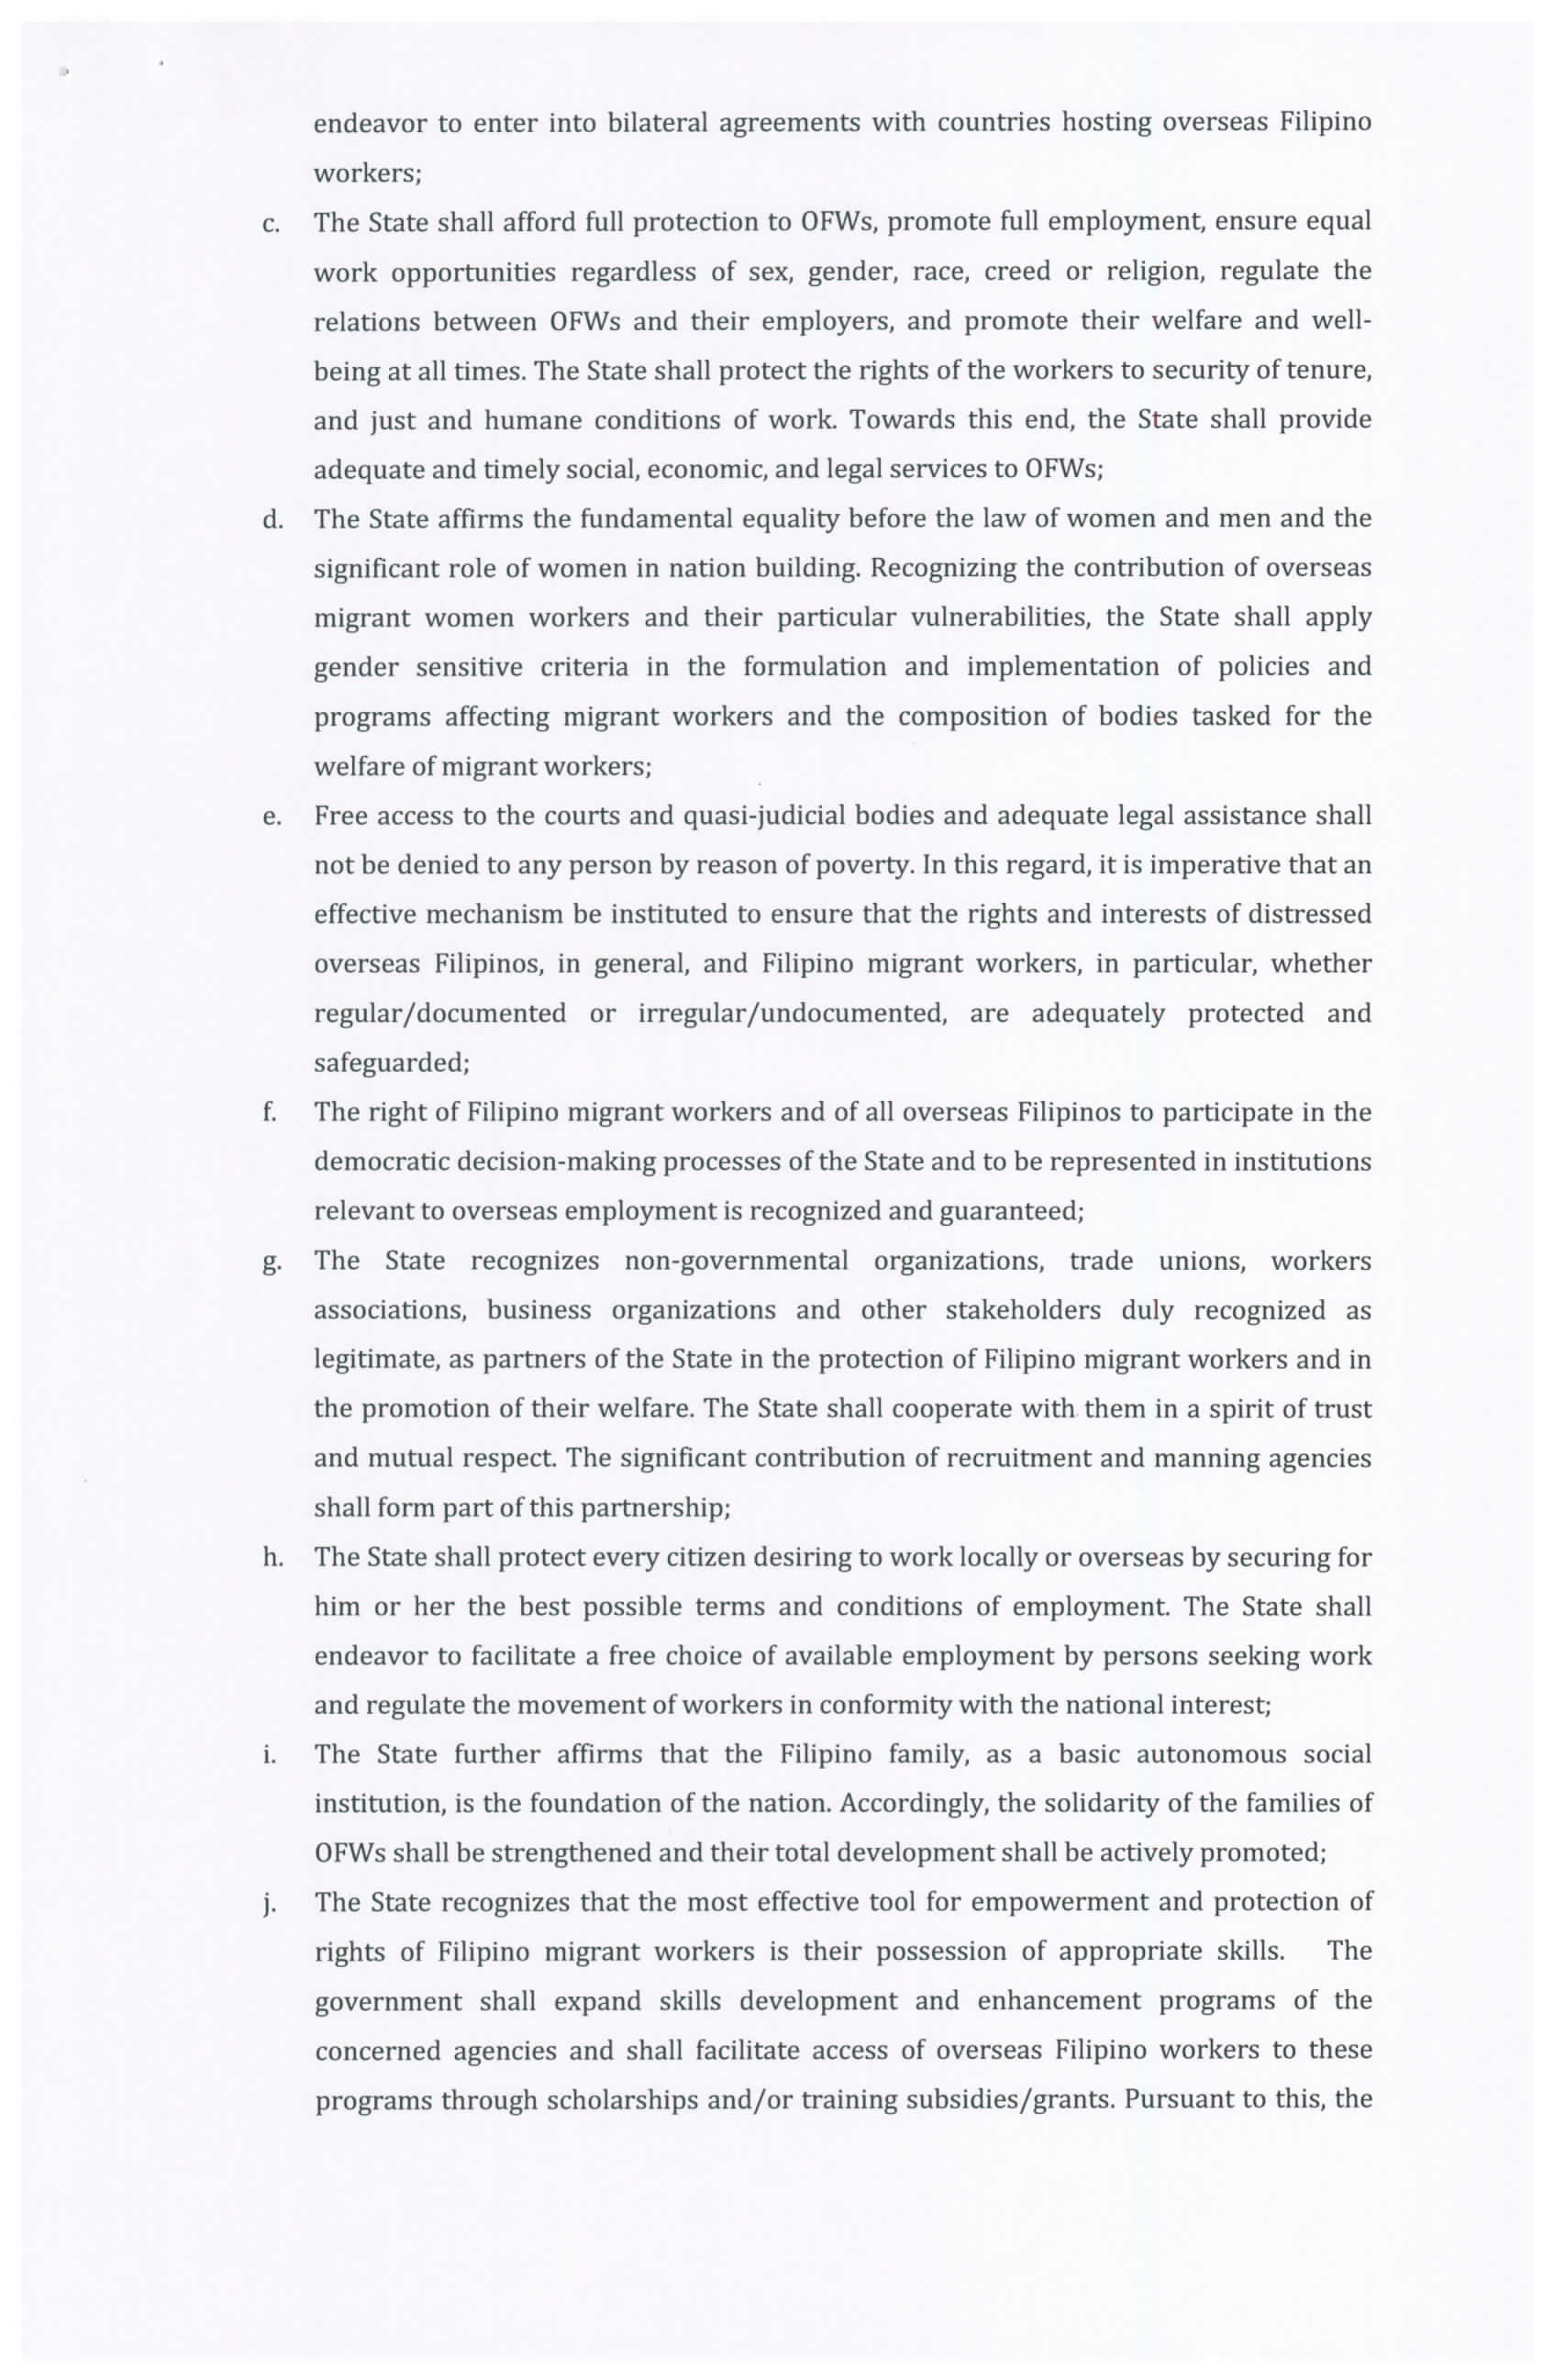 endeavor to enter into bilateral agreements with countries hosting overseas Filipino
workers;
c. The State shall afford full protection to OFWs, promote full employment, ensure equal
work opportunities regardless of sex, gender, race, creed or religion, regulate the
relations between OFWs and their employers, and promote their welfare and well-
being at all times. The State shall protect the rights of the workers to security of tenure,
and just and humane conditions of work. Towards this end, the State shall provide
adequate and timely social, economic, and legal services to OFWs;
d. The State affirms the fundamental equality before the law of women and men and the
significant role of women in nation building. Recognizing the contribution of overseas
migrant women workers and their particular vulnerabilities, the State shall apply
gender sensitive criteria in the formulation and implementation of policies and
programs affecting migrant workers and the composition of bodies tasked for the
welfare of migrant workers;
e. Free access to the courts and quasi-judicial bodies and adequate legal assistance shall
not be denied to any person by reason of poverty. In this regard, it is imperative that an
effective mechanism be instituted to ensure that the rights and interests of distressed
overseas Filipinos, in general, and Filipino migrant workers, in particular, whether
regular/documented or irregular/undocumented, are adequately protected and
safeguarded;
f. The right of Filipino migrant workers and of all overseas Filipinos to participate in the
democratic decision-making processes of the State and to be represented in institutions
relevant to overseas employment is recognized and guaranteed;
g. The State recognizes non-governmental organizations, trade unions, workers
associations, business organizations and other stakeholders duly recognized as
legitimate, as partners of the State in the protection of Filipino migrant workers and in
the promotion of their welfare. The State shall cooperate with them in a spirit of trust
and mutual respect. The significant contribution of recruitment and manning agencies
shall form part of this partnership;
h. The State shall protect every citizen desiring to work locally or overseas by securing for
him or her the best possible terms and conditions of employment. The State shall
endeavor to facilitate a free choice of available employment by persons seeking work
and regulate the movement of workers in conformity with the national interest;
i. The State further affirms that the Filipino family, as a basic autonomous social
institution, is the foundation of the nation. Accordingly, the solidarity of the families of
OFWs shall be strengthened and their total development shall be actively promoted;
j. The State recognizes that the most effective tool for empowerment and protection of
rights of Filipino migrant workers is their possession of appropriate skills. The
government shall expand skills development and enhancement programs of the
concerned agencies and shall facilitate access of overseas Filipino workers to these
programs through scholarships and/or training subsidies/grants. Pursuant to this, the